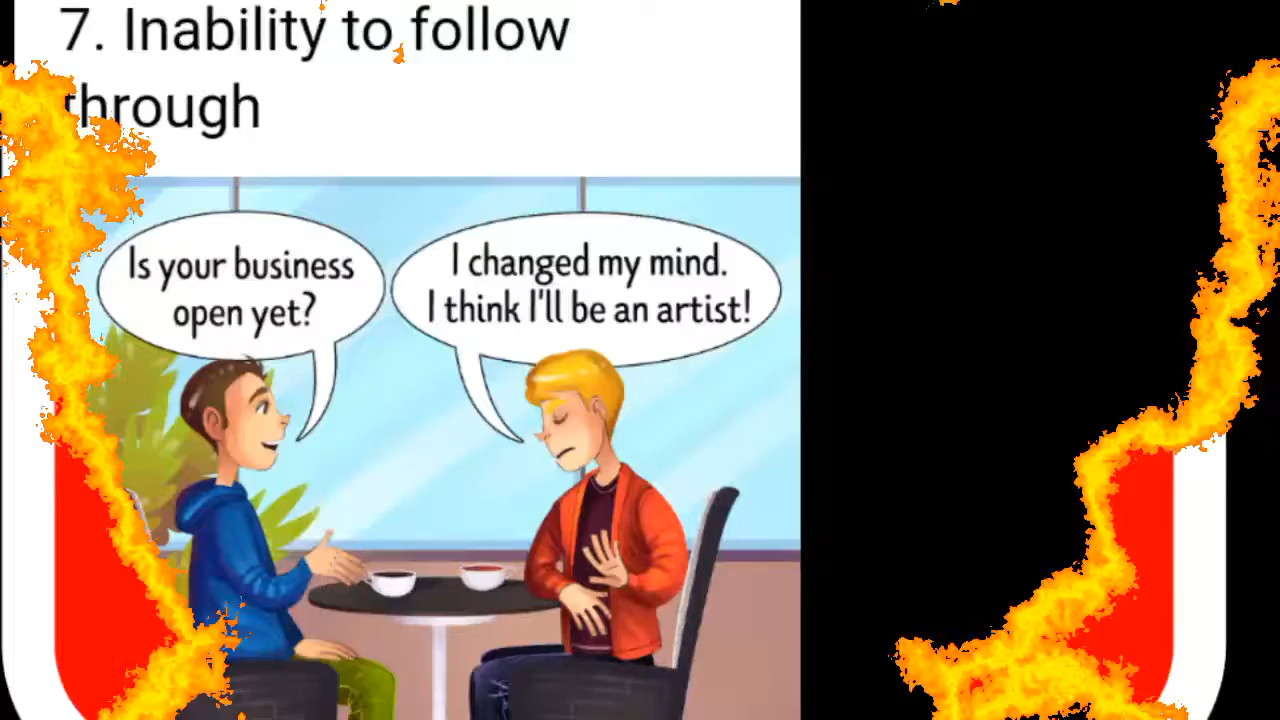 7. Inability to follow
through
Is your business
open yet?
I changed my mind.
I think I'll be an artist!